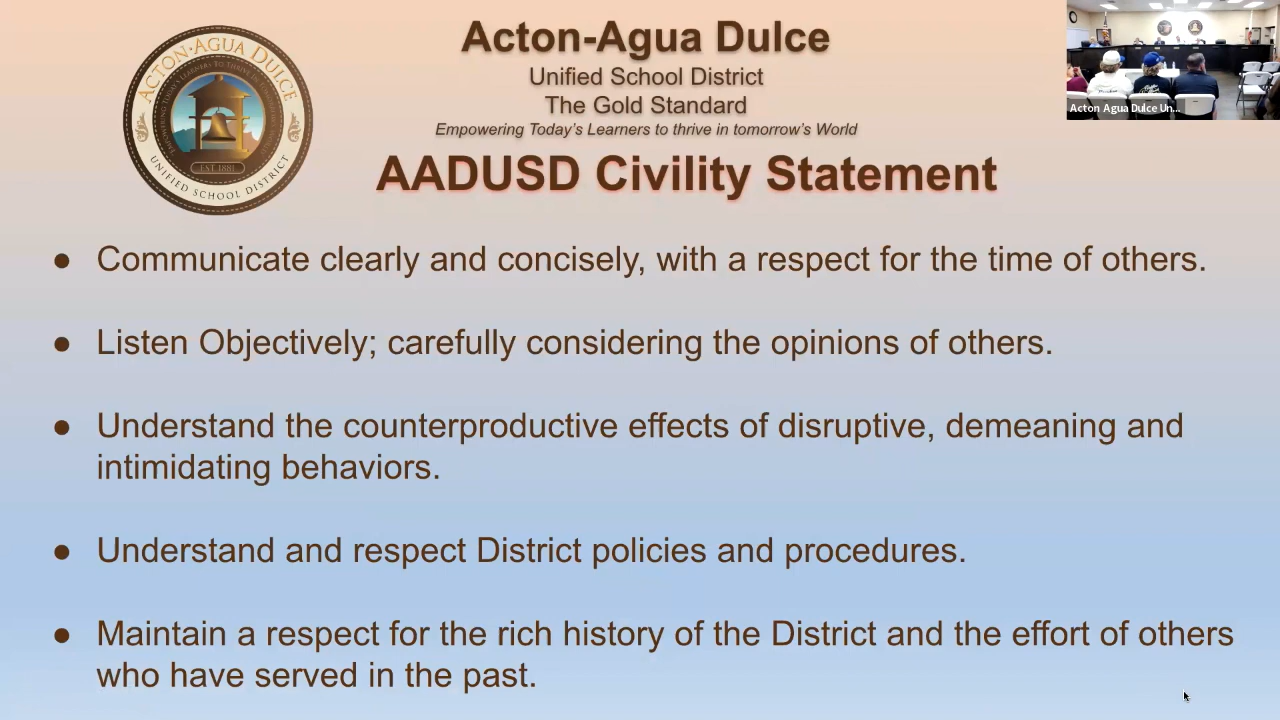 Acton-Agua Dulce
Unified School District
The Gold Standard
Empowering Today's Learners to thrive in tomorrow's World
AADUSD Civility Statement
ACTON·AGUA DULCE
UNIFIED SCHOOL DISTRICT
EST 1881
Acton Agua Dulce Un...
● Communicate clearly and concisely, with a respect for the time of others.
● Listen Objectively; carefully considering the opinions of others.
● Understand the counterproductive effects of disruptive, demeaning and
intimidating behaviors.
● Understand and respect District policies and procedures.
● Maintain a respect for the rich history of the District and the effort of others
who have served in the past.